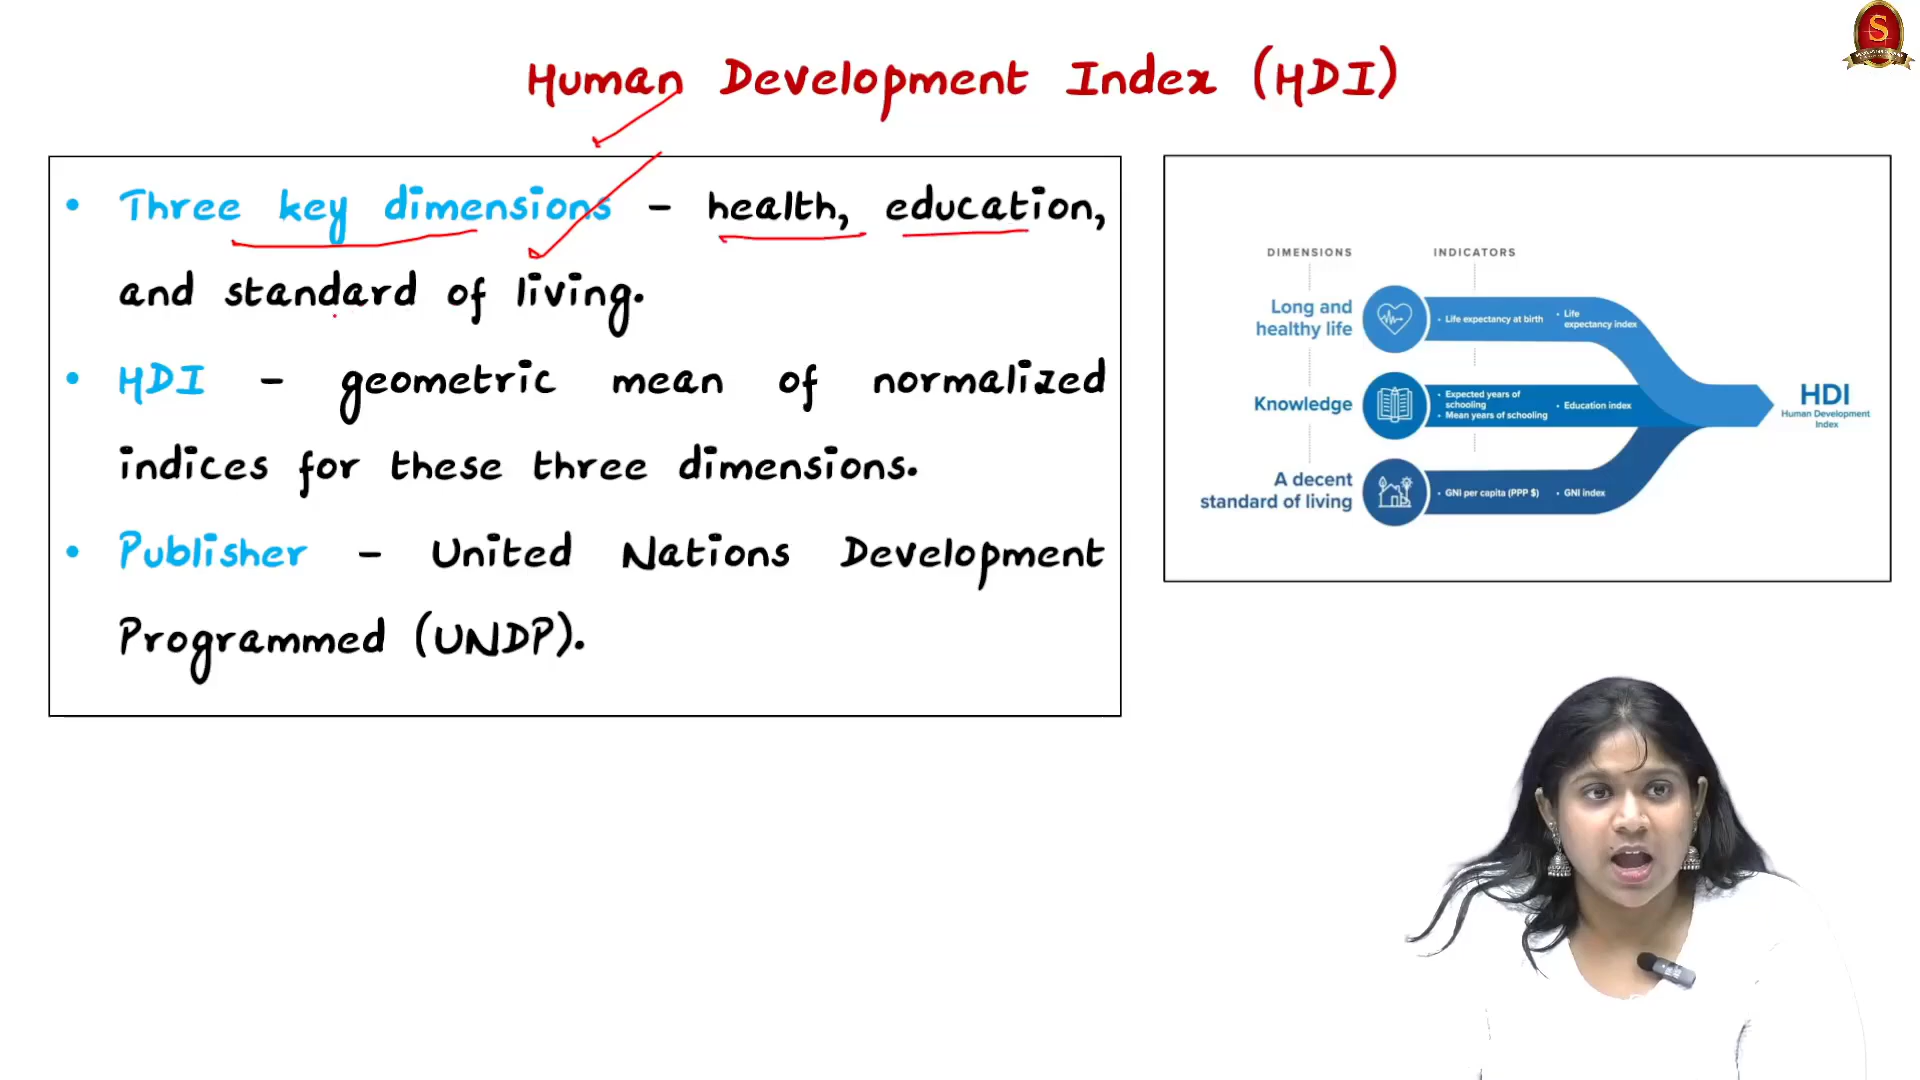 Human Development Index (HDI)
• Three key dimensions - health, education,
and standard of living.
• HDI - geometric mean of normalized
indices for these three dimensions.
• Publisher - United Nations Development
Programmed (UNDP).
DIMENSIONS INDICATORS
Long and
healthy life
• Life expectancy at birth
• Life
expectancy index
Knowledge
• Expected years of
schooling
• Mean years of schooling
• Education index
A decent
standard of living
• GNI per capita (PPP $)
• GNI index
HDI
Human Development
Index
S